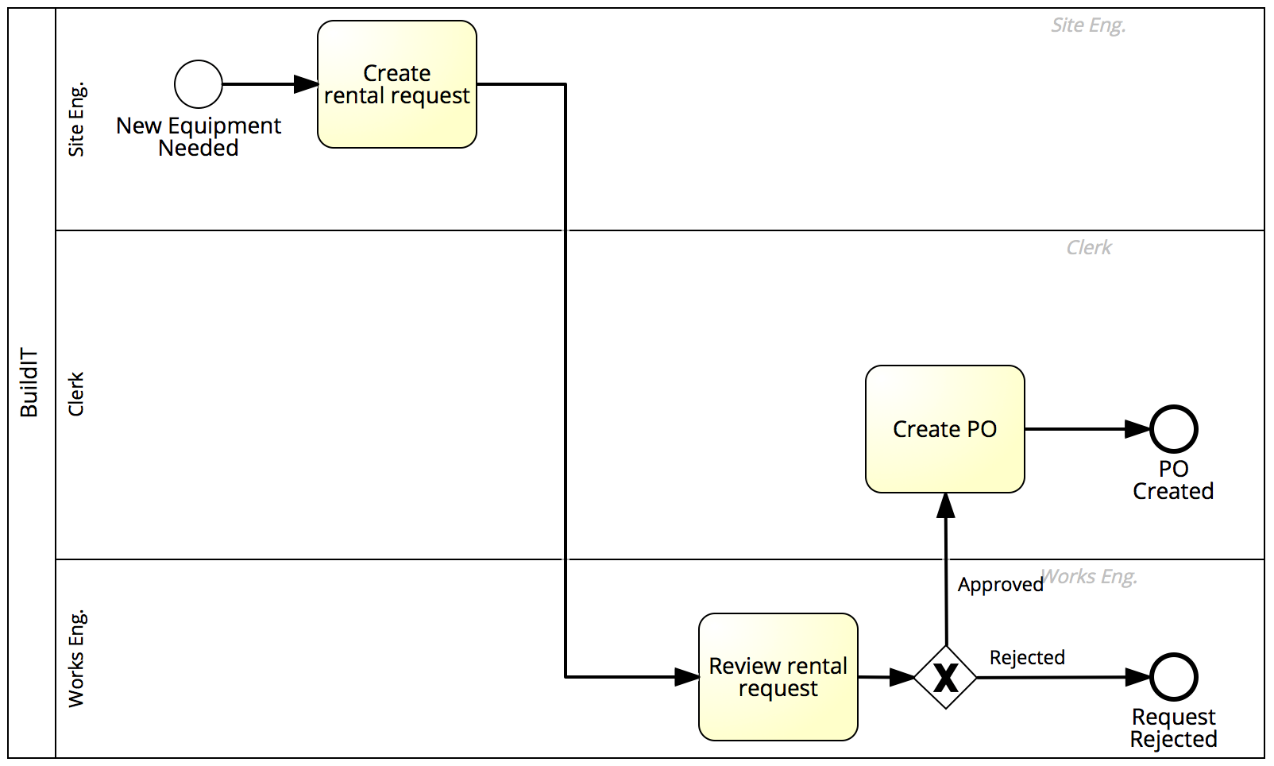 BuildIT
Site Eng.
Site Eng.
New Equipment
Needed
Create
rental request
Clerk
Clerk
Create PO
PO
Created
Works Eng.
Works Eng.
Approved
Review rental
request
X
Rejected
Request
Rejected